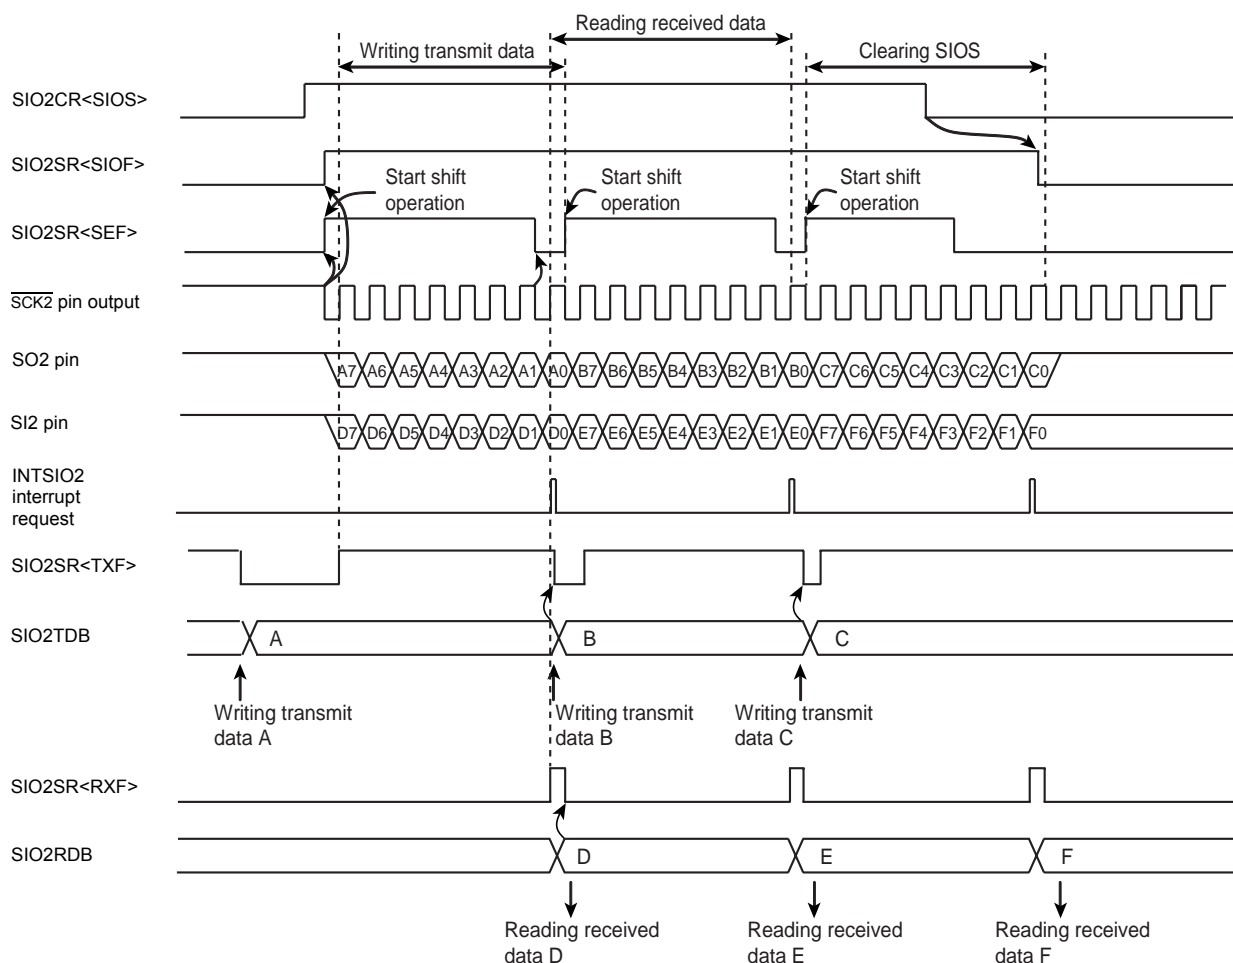 Reading received data
Writing transmit data
Clearing SIOS
SIO2CR<SIOS>
SIO2SR<SIOF>
Start shift
operation
Start shift
operation
Start shift
operation
SIO2SR<SEF>
SCK2 pin output
SO2 pin
A7 A6 A5 A4 A3 A2 A1 A0 B7 B6 B5 B4 B3 B2 B1 B0 C7 C6 C5 C4 C3 C2 C1 C0
SI2 pin
D7 D6 D5 D4 D3 D2 D1 D0 E7 E6 E5 E4 E3 E2 E1 E0 F7 F6 F5 F4 F3 F2 F1 F0
INTSIO2
interrupt
request
SIO2SR<TXF>
SIO2TDB
A B C
Writing transmit
data A
Writing transmit
data B
Writing transmit
data C
SIO2SR<RXF>
SIO2RDB
D E F
Reading received
data D
Reading received
data E
Reading received
data F